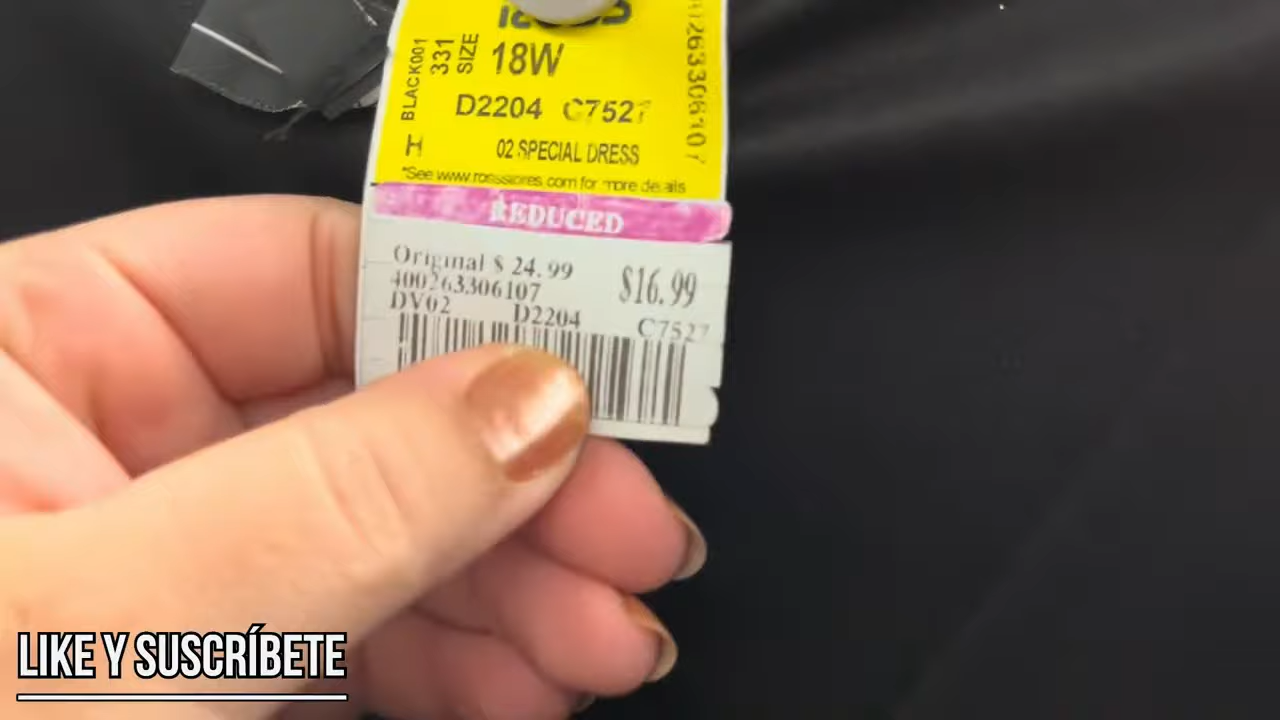 BLACK001
331
SIZE
18W
D2204 C7527
H
02 SPECIAL DRESS
*See www.rossstores.com for more details
REDUCED
Original $ 24.99
$16.99
400263306107
DV02 D2204 C7527
LIKE Y SUSCRÍBETE